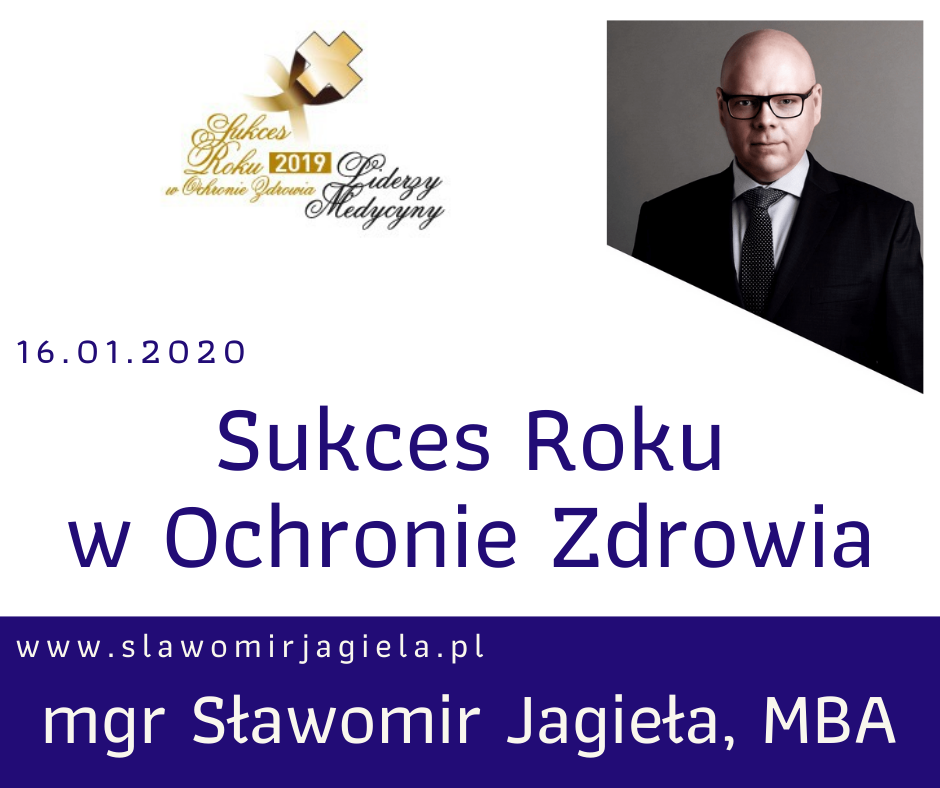 Sukces
Roku 2019
w Ochronie Zdrowia
Liderzy
Medycyny
16.01.2020
Sukces Roku
w Ochronie Zdrowia
www.slawomirjagiela.pl
mgr Sławomir Jagieła, MBA